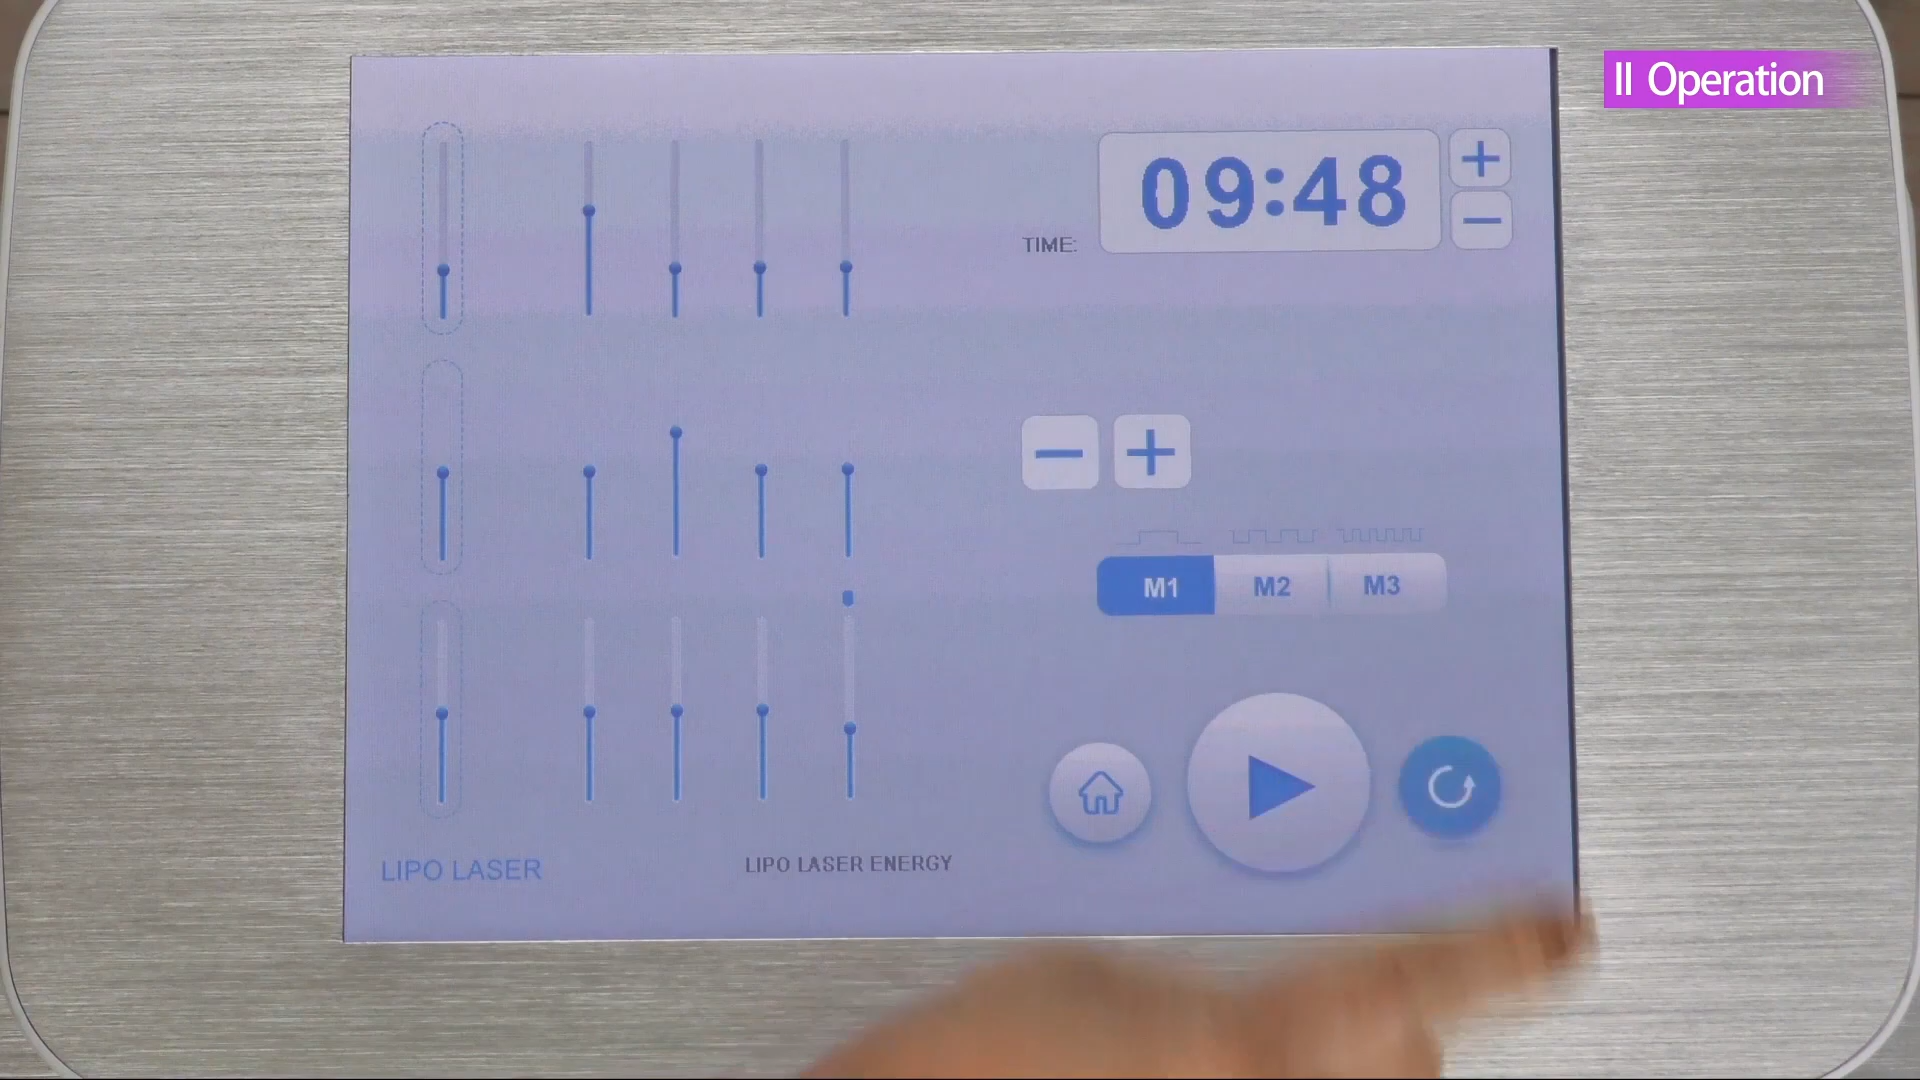 II Operation
09:48
TIME:
M1 M2 M3
LIPO LASER
LIPO LASER ENERGY